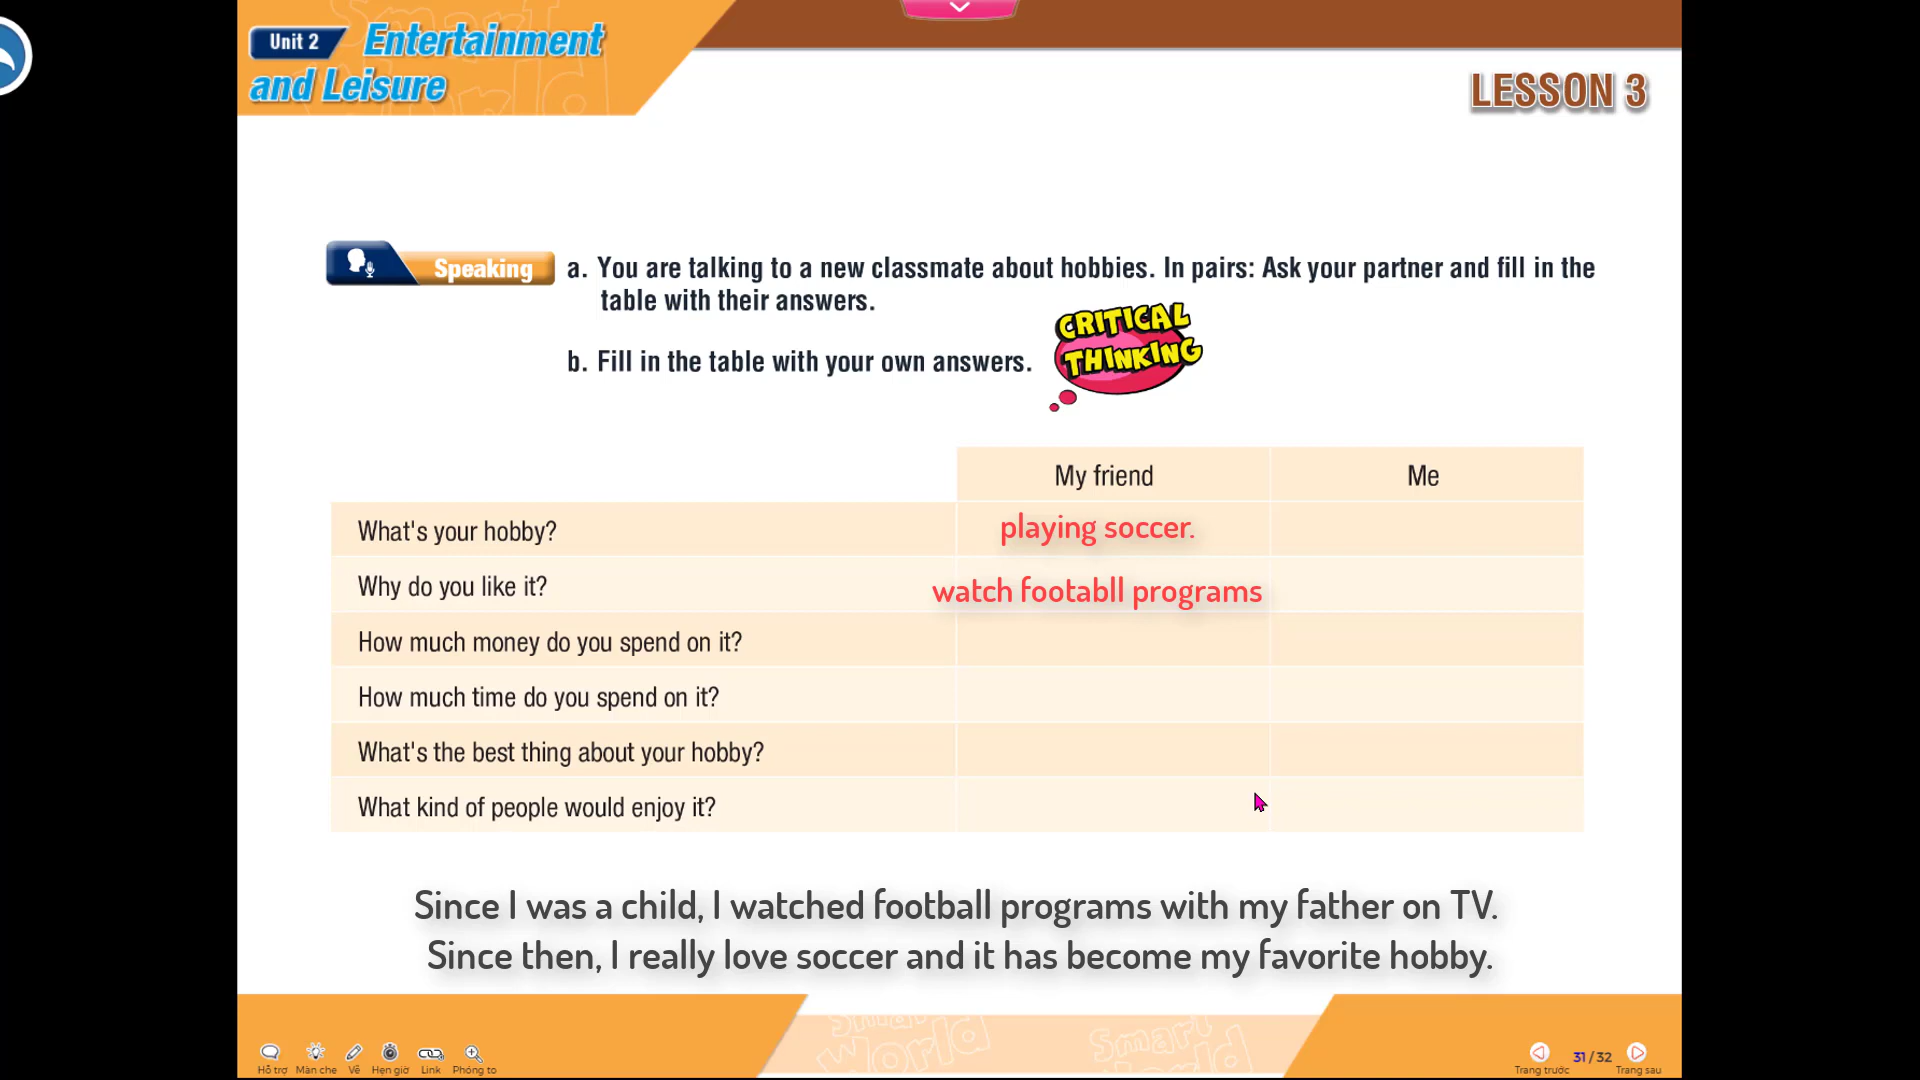 Unit 2 Entertainment
and Leisure
LESSON 3
Speaking
a. You are talking to a new classmate about hobbies. In pairs: Ask your partner and fill in the
table with their answers.
b. Fill in the table with your own answers.
CRITICAL
THINKING
My friend Me
What's your hobby? playing soccer.
Why do you like it? watch footabll programs
How much money do you spend on it?
How much time do you spend on it?
What's the best thing about your hobby?
What kind of people would enjoy it?
Since I was a child, I watched football programs with my father on TV.
Since then, I really love soccer and it has become my favorite hobby.
Smart World
Smart World
Hỗ trợ Màn che Vẽ Hẹn giờ Link Phóng to
31 / 32
Trang trước Trang sau